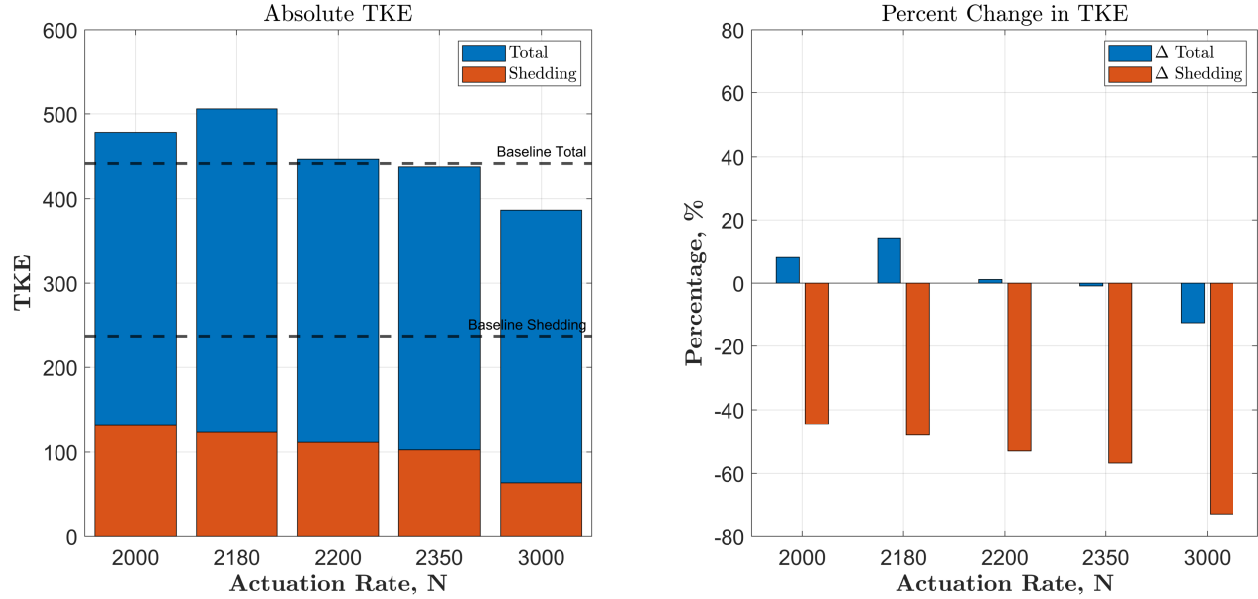 Absolute TKE
600
500
400
300
200
100
0
TKE
Total
Shedding
Baseline Total
Baseline Shedding
2000 2180 2200 2350 3000
Actuation Rate, N
Percent Change in TKE
80
60
40
20
0
-20
-40
-60
-80
Percentage, %
Δ Total
Δ Shedding
2000 2180 2200 2350 3000
Actuation Rate, N